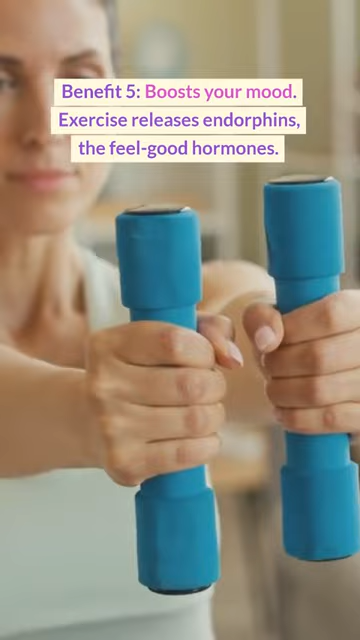 Benefit 5: Boosts your mood.
Exercise releases endorphins,
the feel-good hormones.